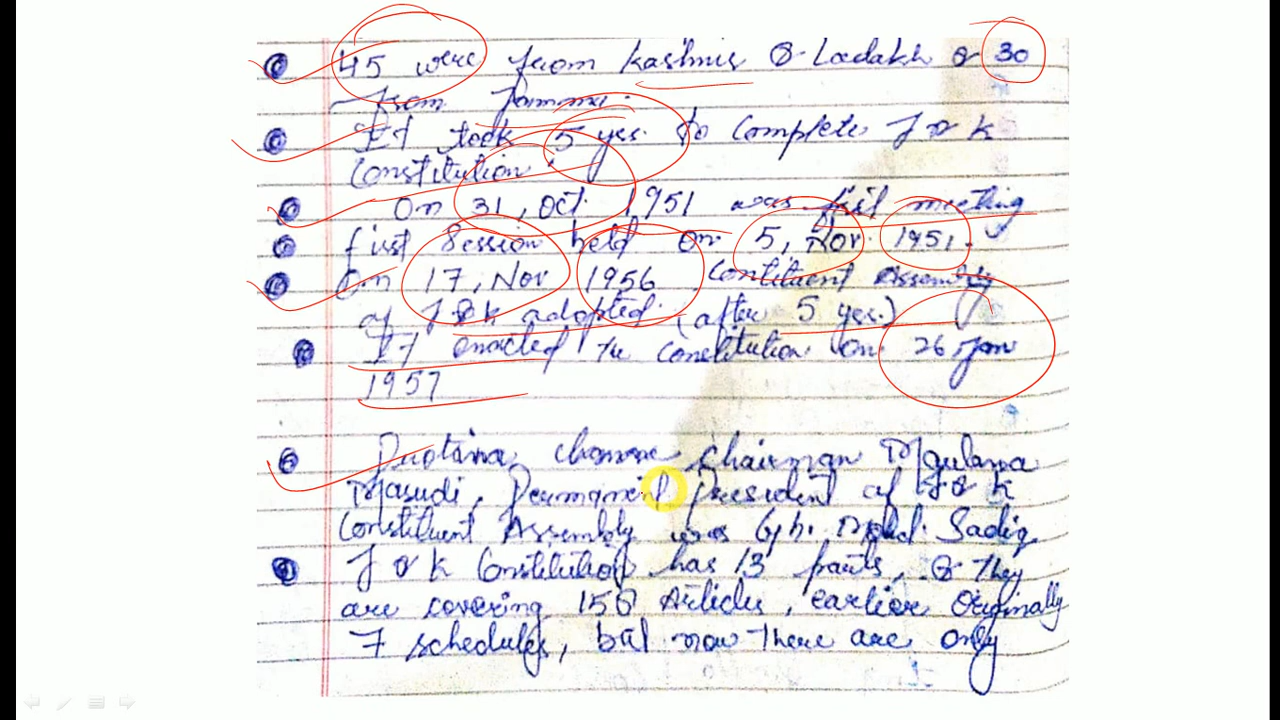 45 were from Kashmir & Ladakh & 30
from Jammu.
It took 5 yrs. to complete J & K
Constitution.
On 31, Oct. 1951 was first meeting
first Session held on 5, Nov. 1951.
On 17, Nov 1956 Contituent Assembly
of J & K adopted (after 5 yrs.)
It enacted the constitution on 26 Jan
1957
Chairman Maulana
Masudi, Permanent President of J & K
Constituent Assembly was Gh. Mohd. Sadiq
J & K Constitution has 13 parts, & They
are covering 158 Articles, earlier Originally
7 schedules, but now There are only